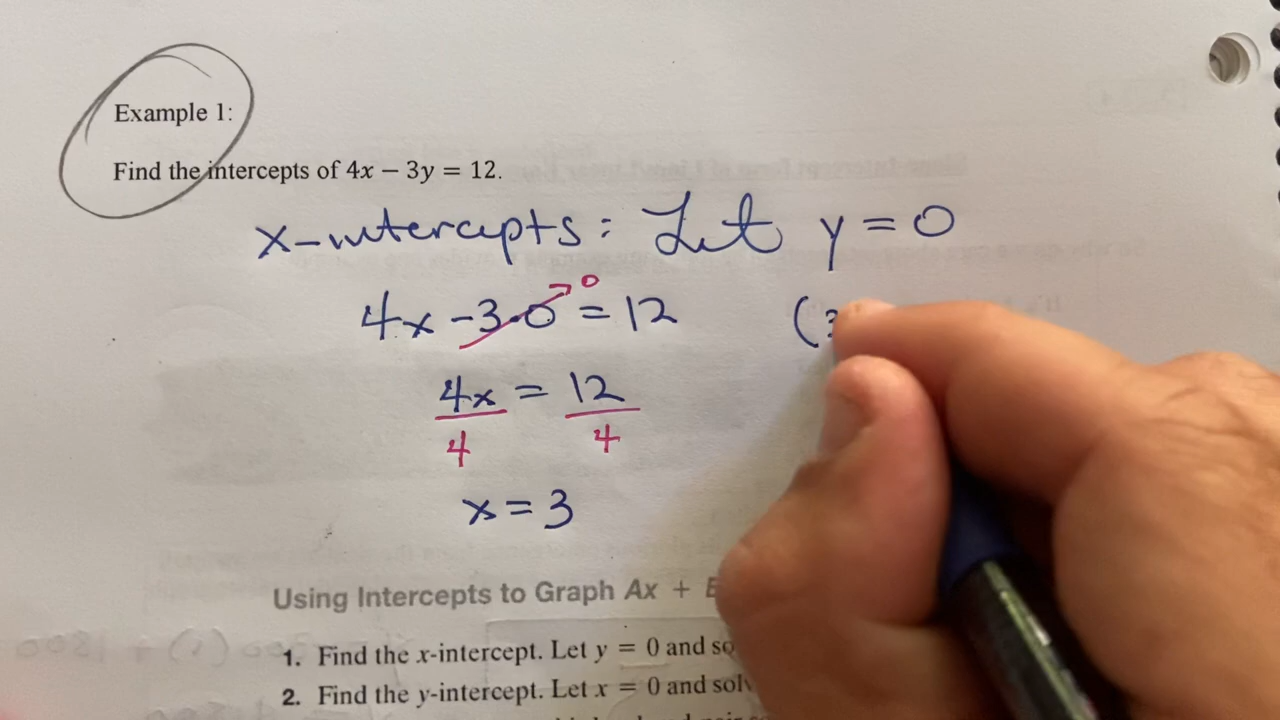 Example 1:
Find the intercepts of 4x − 3y = 12.
x-intercepts: Let y = 0
4x - 3·0 = 12 (3
0
4x = 12
4 4
x = 3
Using Intercepts to Graph Ax +
1. Find the x-intercept. Let y = 0 and
2. Find the y-intercept. Let x = 0 and